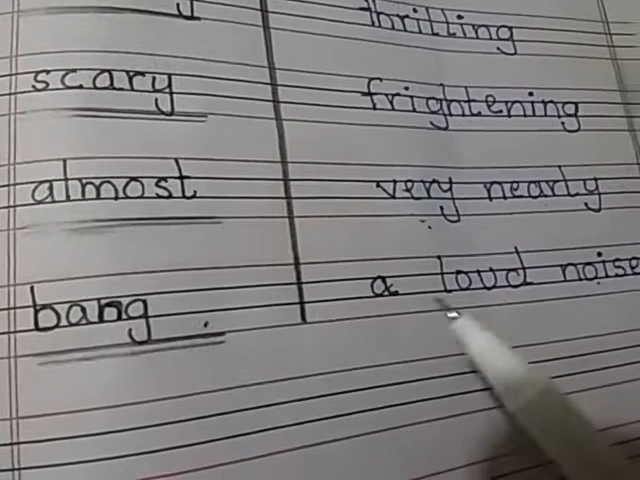 thrilling
scary frightening
almost very nearly
bang a loud noise